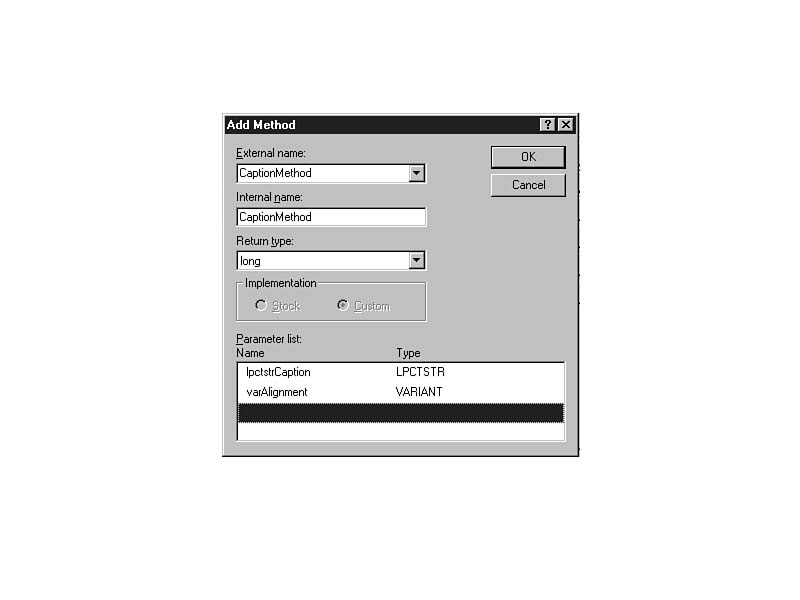 Add Method
External name:
CaptionMethod
OK
Cancel
Internal name:
CaptionMethod
Return type:
long
Implementation
Stock
Custom
Parameter list:
Name Type
lpctstrCaption LPCTSTR
varAlignment VARIANT